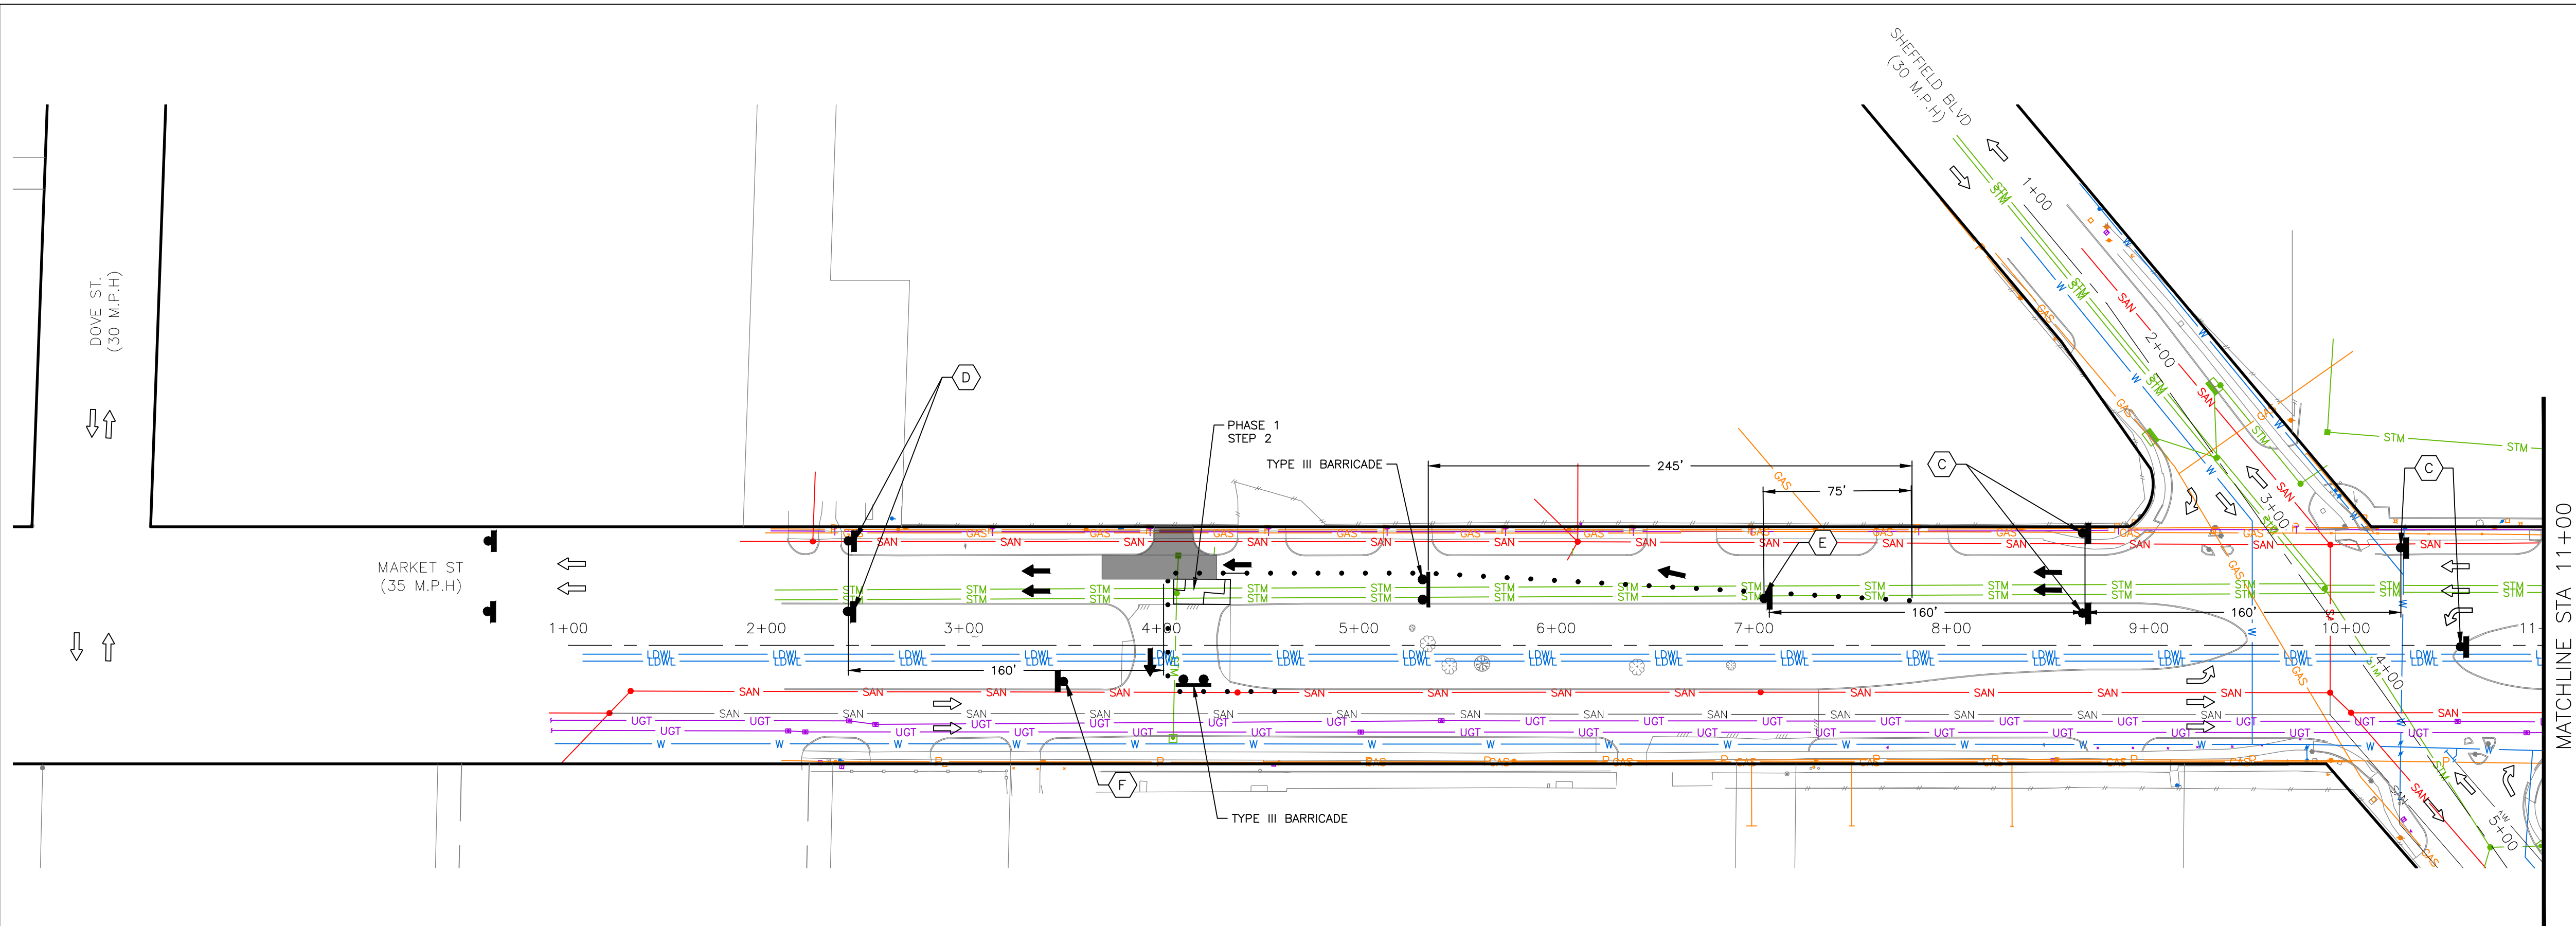 SHEFFIELD BLVD
(30 M.P.H)
DOVE ST.
(30 M.P.H)
MARKET ST
(35 M.P.H)
D
PHASE 1
STEP 2
TYPE III BARRICADE
245'
75'
C
C
E
160'
160'
160'
F
TYPE III BARRICADE
1+00
2+00
3+00
4+00
5+00
6+00
7+00
8+00
9+00
10+00
11+
1+00
2+00
3+00
4+00
5+00
MATCHLINE STA 11+00
GAS
SAN
STM
LDWL
SAN
UGT
W
P
GAS